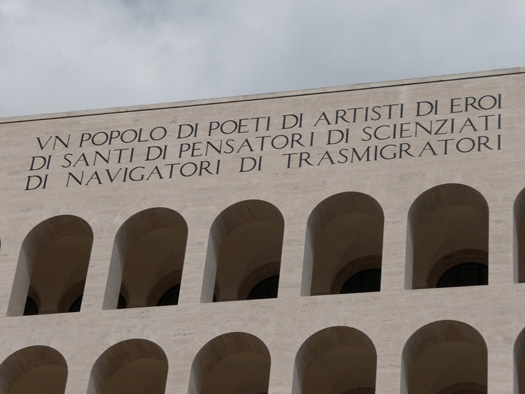 VN POPOLO DI POETI DI ARTISTI DI EROI
DI SANTI DI PENSATORI DI SCIENZIATI
DI NAVIGATORI DI TRASMIGRATORI